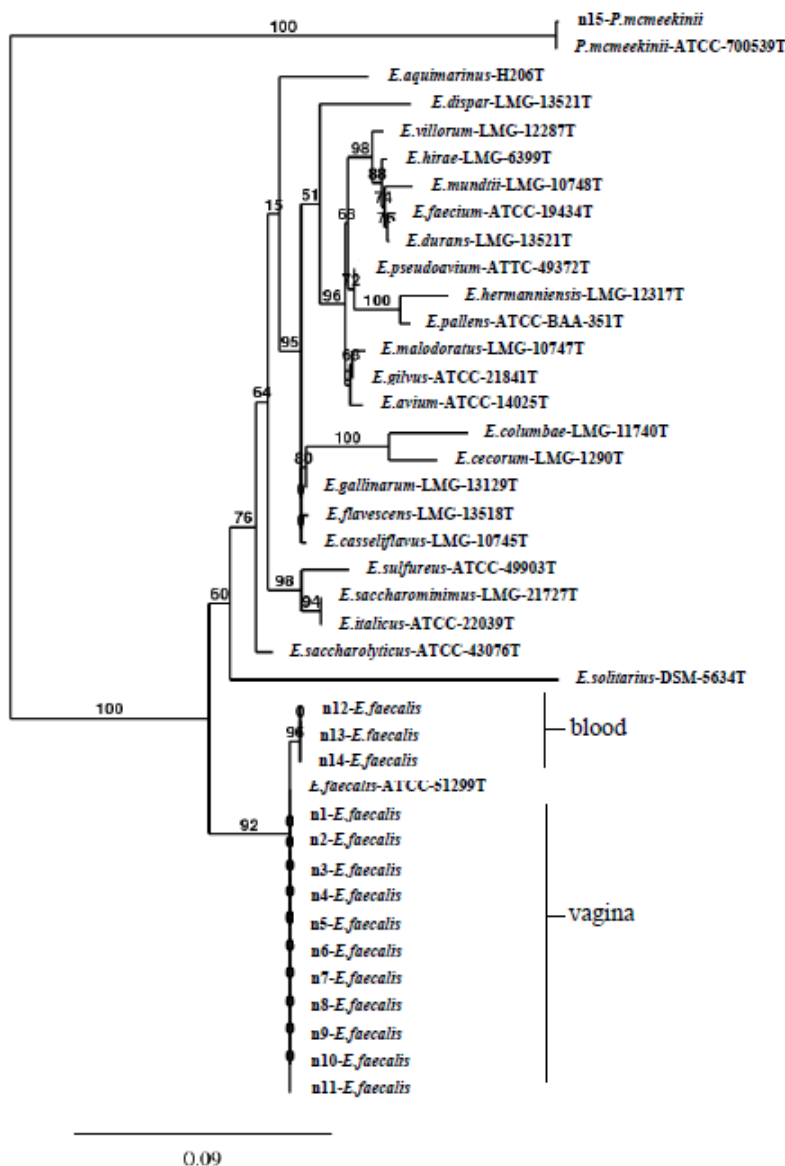 n15-P.mcmeekinii
100
P.mcmeekinii-ATCC-700539T
E.aquimarinus-H206T
E.dispar-LMG-13521T
E.villorum-LMG-12287T
98
E.hirae-LMG-6399T
88
E.mundtii-LMG-10748T
51
74
15
E.faecium-ATCC-19434T
63
75
E.durans-LMG-13521T
E.pseudoavium-ATTC-49372T
72
E.hermanniensis-LMG-12317T
96
100
E.pallens-ATCC-BAA-351T
95
E.malodoratus-LMG-10747T
E.gilvus-ATCC-21841T
64
E.avium-ATCC-14025T
E.columbae-LMG-11740T
100
E.cecorum-LMG-1290T
80
E.gallinarum-LMG-13129T
E.flavescens-LMG-13518T
76
E.casseliflavus-LMG-10745T
E.sulfureus-ATCC-49903T
98
E.saccharominimus-LMG-21727T
60
94
E.italicus-ATCC-22039T
E.saccharolyticus-ATCC-43076T
E.solitarius-DSM-5634T
100
n12-E.faecalis
blood
96
n13-E.faecalis
n14-E.faecalis
E.faecalis-ATCC-51299T
n1-E.faecalis
92
n2-E.faecalis
n3-E.faecalis
n4-E.faecalis
vagina
n5-E.faecalis
n6-E.faecalis
n7-E.faecalis
n8-E.faecalis
n9-E.faecalis
n10-E.faecalis
n11-E.faecalis
0.09